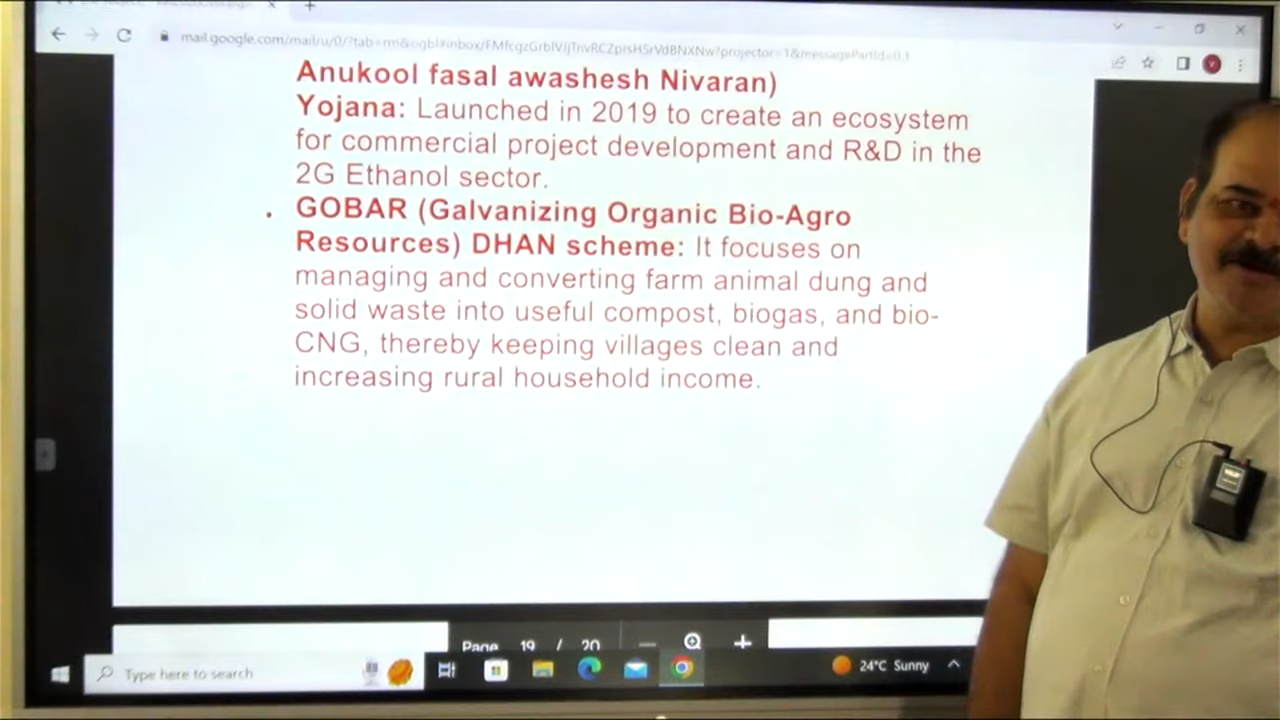 Anukool fasal awashesh Nivaran)
Yojana: Launched in 2019 to create an ecosystem
for commercial project development and R&D in the
2G Ethanol sector.
. GOBAR (Galvanizing Organic Bio-Agro
Resources) DHAN scheme: It focuses on
managing and converting farm animal dung and
solid waste into useful compost, biogas, and bio-
CNG, thereby keeping villages clean and
increasing rural household income.
Page 19 / 20
Type here to search
24°C Sunny